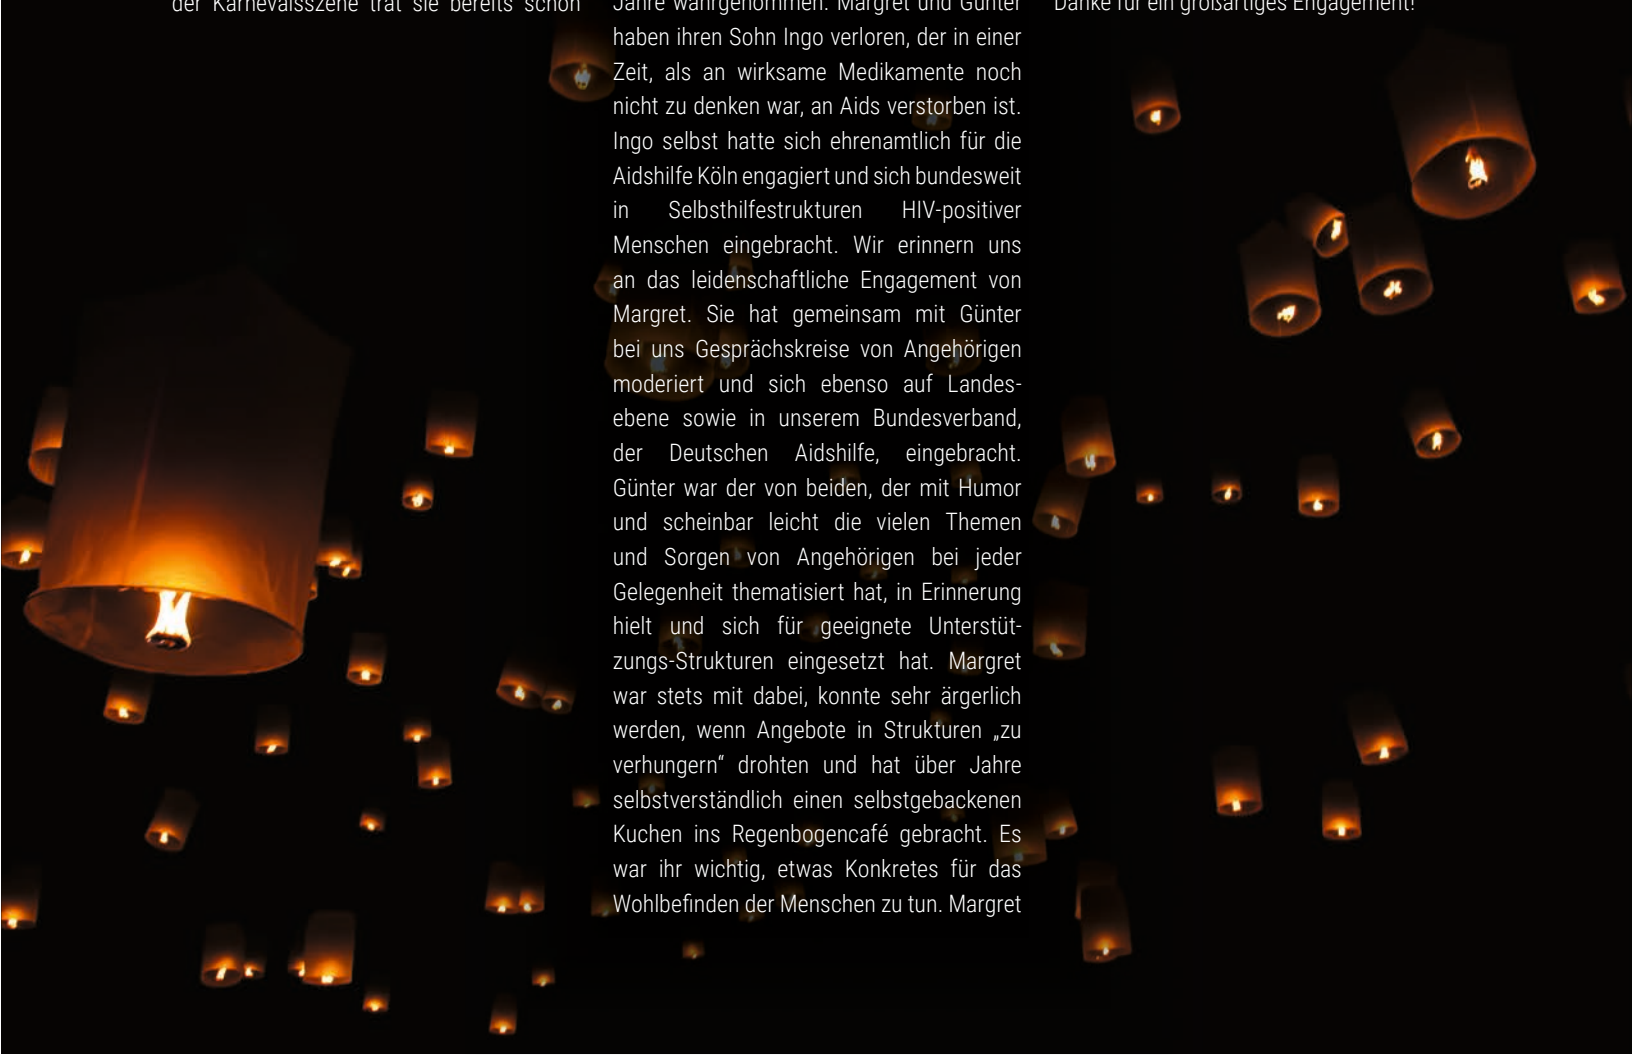 der Karnevalsszene trat sie bereits schon
Jahre wahrgenommen. Margret und Günter
haben ihren Sohn Ingo verloren, der in einer
Zeit, als an wirksame Medikamente noch
nicht zu denken war, an Aids verstorben ist.
Ingo selbst hatte sich ehrenamtlich für die
Aidshilfe Köln engagiert und sich bundesweit
in Selbsthilfestrukturen HIV-positiver
Menschen eingebracht. Wir erinnern uns
an das leidenschaftliche Engagement von
Margret. Sie hat gemeinsam mit Günter
bei uns Gesprächskreise von Angehörigen
moderiert und sich ebenso auf Landes-
ebene sowie in unserem Bundesverband,
der Deutschen Aidshilfe, eingebracht.
Günter war der von beiden, der mit Humor
und scheinbar leicht die vielen Themen
und Sorgen von Angehörigen bei jeder
Gelegenheit thematisiert hat, in Erinnerung
hielt und sich für geeignete Unterstüt-
zungs-Strukturen eingesetzt hat. Margret
war stets mit dabei, konnte sehr ärgerlich
werden, wenn Angebote in Strukturen „zu
verhungern“ drohten und hat über Jahre
selbstverständlich einen selbstgebackenen
Kuchen ins Regenbogencafé gebracht. Es
war ihr wichtig, etwas Konkretes für das
Wohlbefinden der Menschen zu tun. Margret
Danke für ein großartiges Engagement!